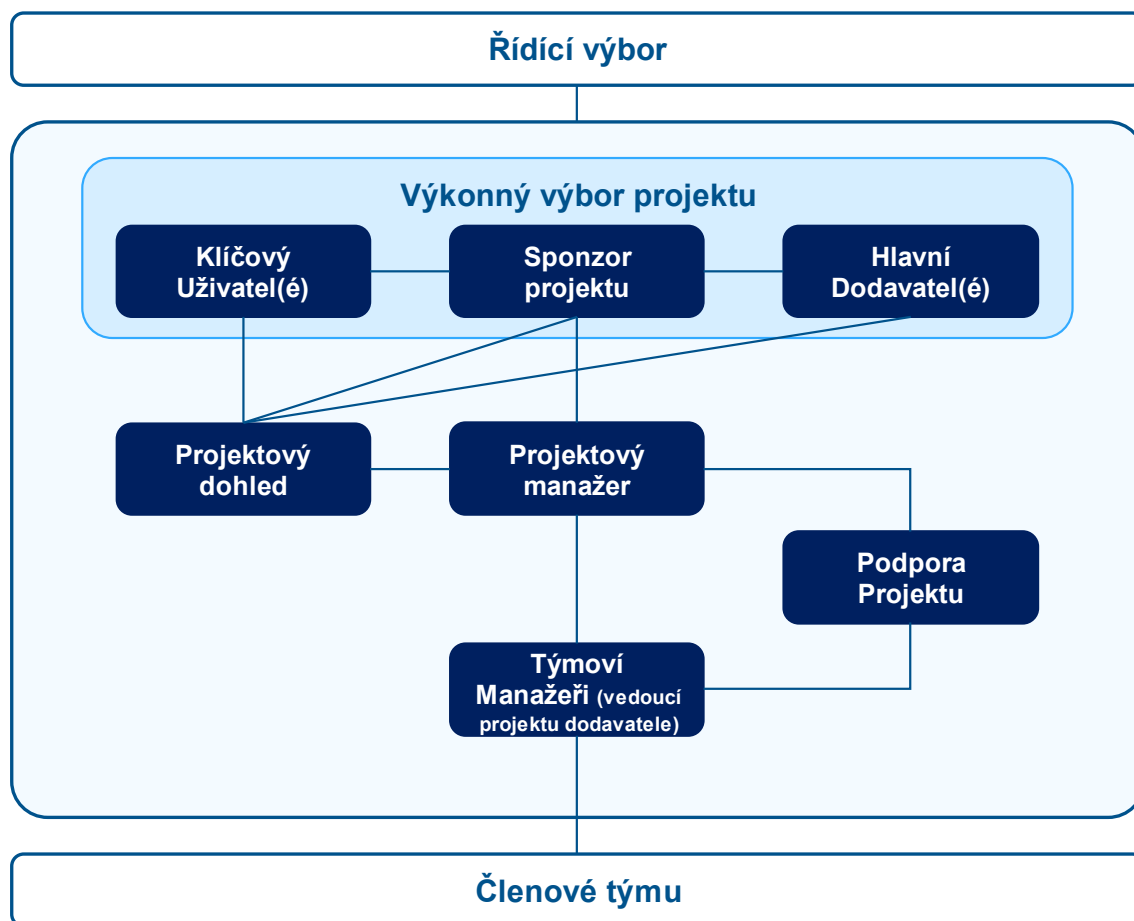 Řídící výbor
Výkonný výbor projektu
Klíčový
Uživatel(é)
Sponzor
projektu
Hlavní
Dodavatel(é)
Projektový
dohled
Projektový
manažer
Podpora
Projektu
Týmoví
Manažeři (vedoucí
projektu dodavatele)
Členové týmu